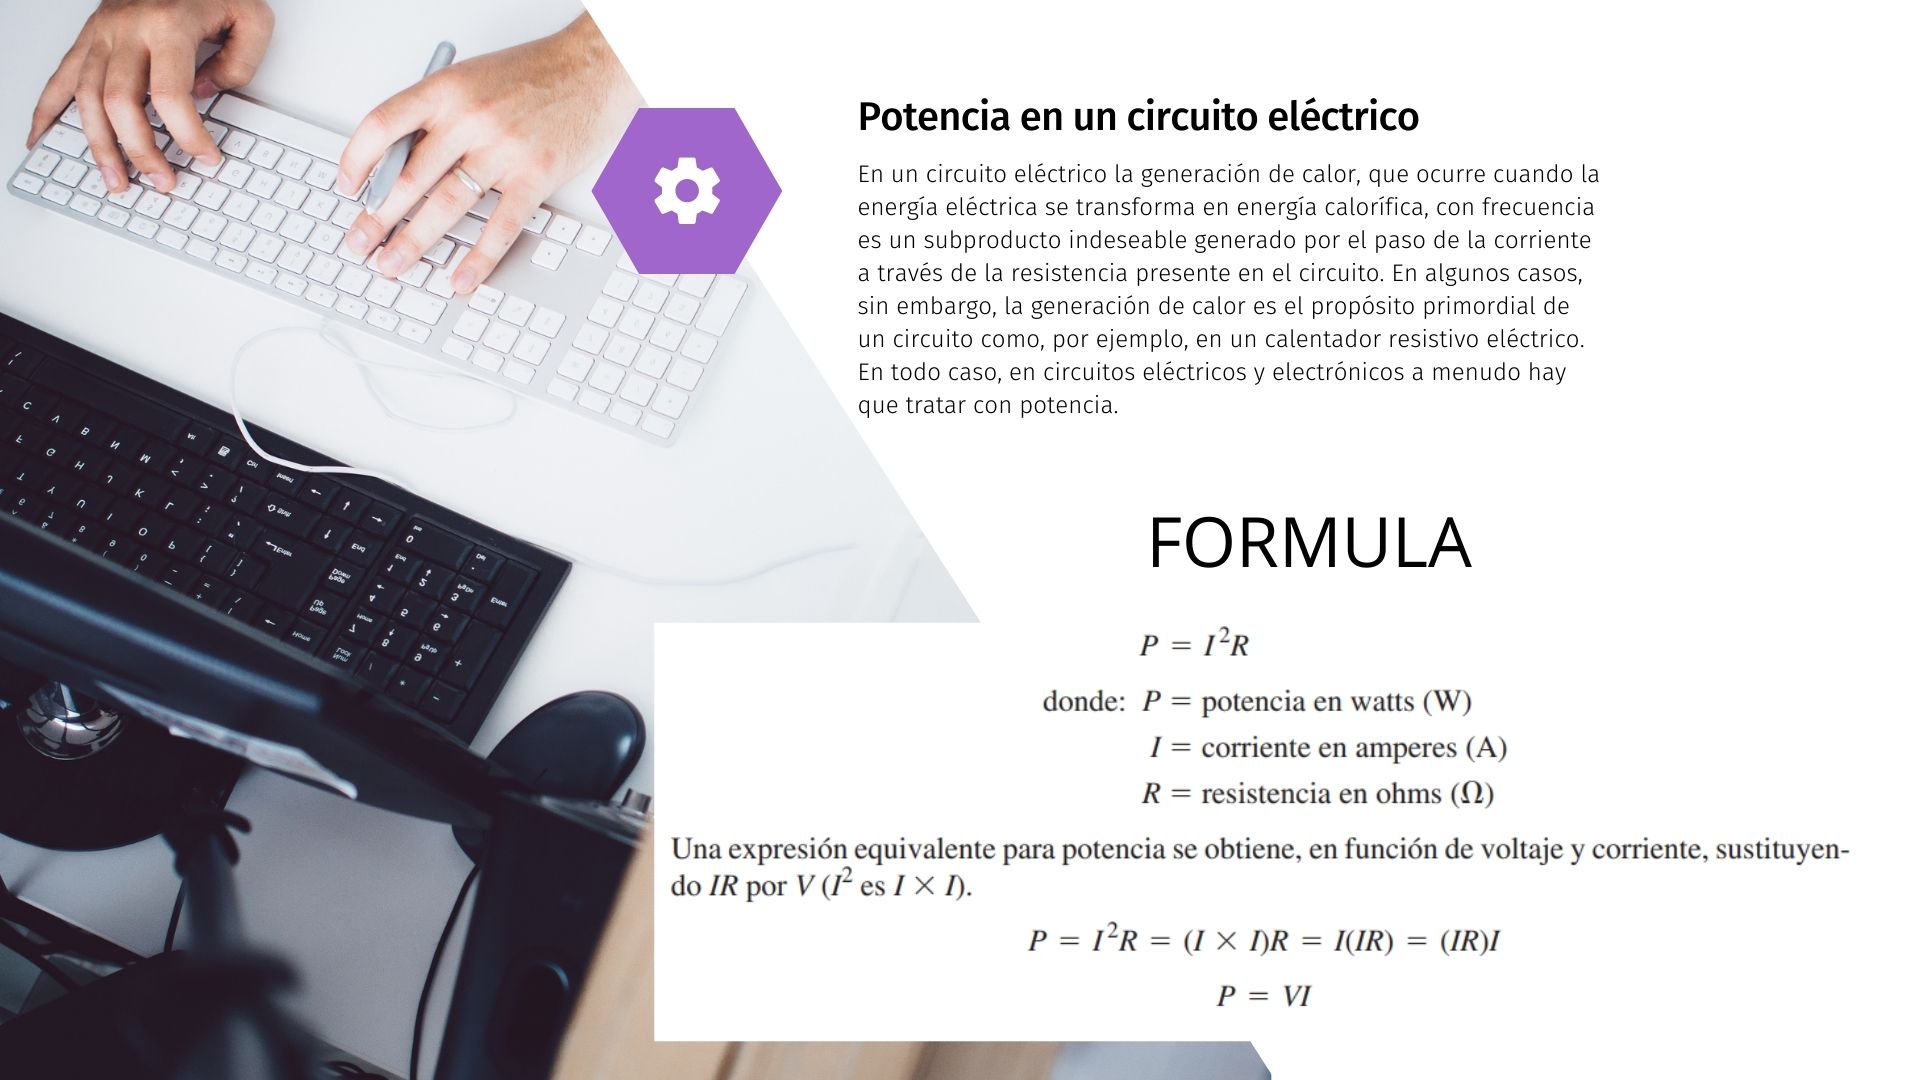 Potencia en un circuito eléctrico
En un circuito eléctrico la generación de calor, que ocurre cuando la
energía eléctrica se transforma en energía calorífica, con frecuencia
es un subproducto indeseable generado por el paso de la corriente
a través de la resistencia presente en el circuito. En algunos casos,
sin embargo, la generación de calor es el propósito primordial de
un circuito como, por ejemplo, en un calentador resistivo eléctrico.
En todo caso, en circuitos eléctricos y electrónicos a menudo hay
que tratar con potencia.
FORMULA
P = I²R
donde: P = potencia en watts (W)
I = corriente en amperes (A)
R = resistencia en ohms (Ω)
Una expresión equivalente para potencia se obtiene, en función de voltaje y corriente, sustituyen-
do IR por V (I² es I × I).
P = I²R = (I × I)R = I(IR) = (IR)I
P = VI